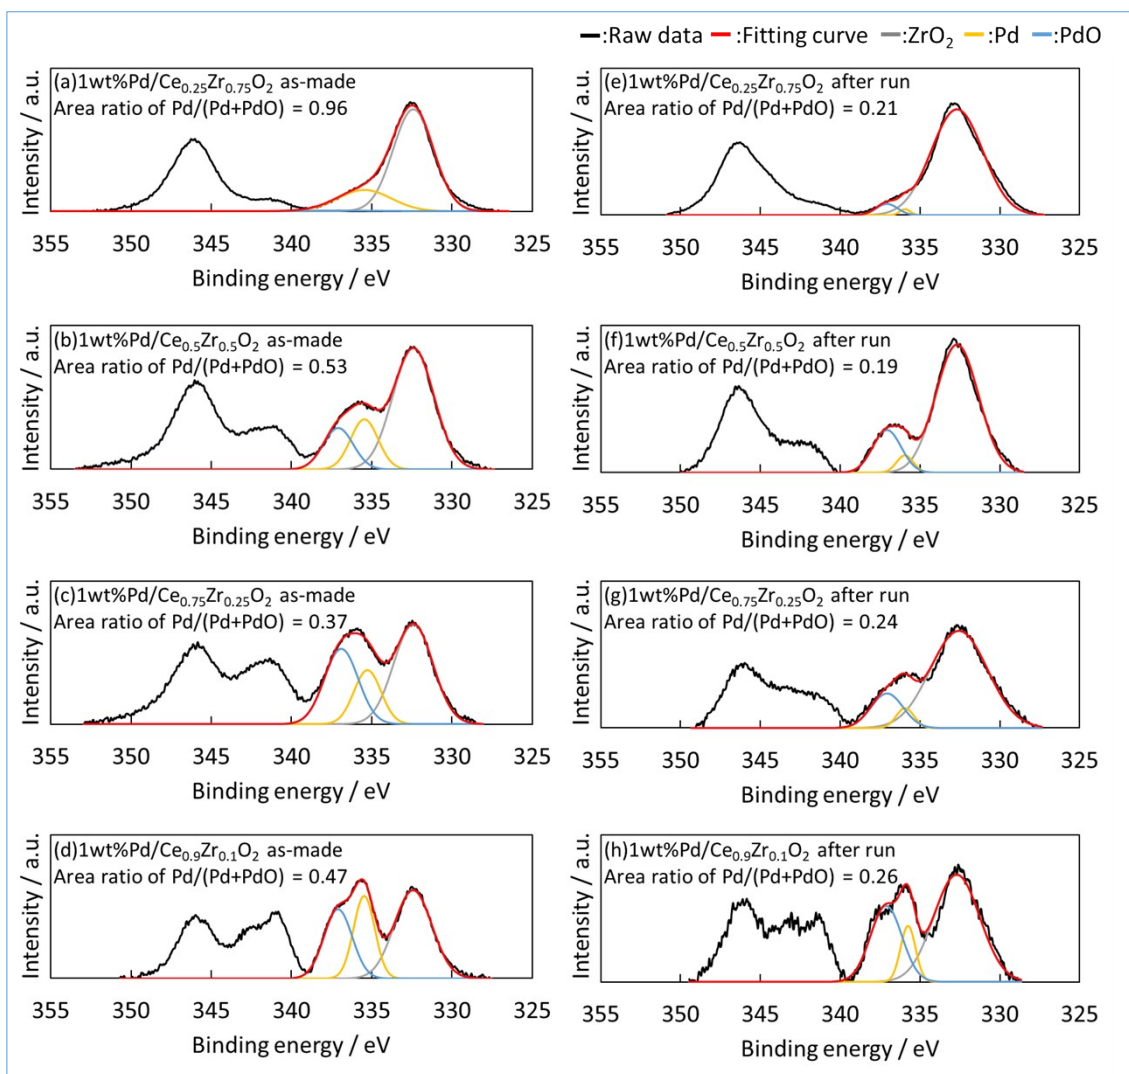 :Raw data :Fitting curve :ZrO₂ :Pd :PdO
(a)1wt%Pd/Ce₀.₂₅Zr₀.₇₅O₂ as-made
Area ratio of Pd/(Pd+PdO) = 0.96
Intensity / a.u.
355 350 345 340 335 330 325
Binding energy / eV
(e)1wt%Pd/Ce₀.₂₅Zr₀.₇₅O₂ after run
Area ratio of Pd/(Pd+PdO) = 0.21
Intensity / a.u.
355 350 345 340 335 330 325
Binding energy / eV
(b)1wt%Pd/Ce₀.₅Zr₀.₅O₂ as-made
Area ratio of Pd/(Pd+PdO) = 0.53
Intensity / a.u.
355 350 345 340 335 330 325
Binding energy / eV
(f)1wt%Pd/Ce₀.₅Zr₀.₅O₂ after run
Area ratio of Pd/(Pd+PdO) = 0.19
Intensity / a.u.
355 350 345 340 335 330 325
Binding energy / eV
(c)1wt%Pd/Ce₀.₇₅Zr₀.₂₅O₂ as-made
Area ratio of Pd/(Pd+PdO) = 0.37
Intensity / a.u.
355 350 345 340 335 330 325
Binding energy / eV
(g)1wt%Pd/Ce₀.₇₅Zr₀.₂₅O₂ after run
Area ratio of Pd/(Pd+PdO) = 0.24
Intensity / a.u.
355 350 345 340 335 330 325
Binding energy / eV
(d)1wt%Pd/Ce₀.₉Zr₀.₁O₂ as-made
Area ratio of Pd/(Pd+PdO) = 0.47
Intensity / a.u.
355 350 345 340 335 330 325
Binding energy / eV
(h)1wt%Pd/Ce₀.₉Zr₀.₁O₂ after run
Area ratio of Pd/(Pd+PdO) = 0.26
Intensity / a.u.
355 350 345 340 335 330 325
Binding energy / eV